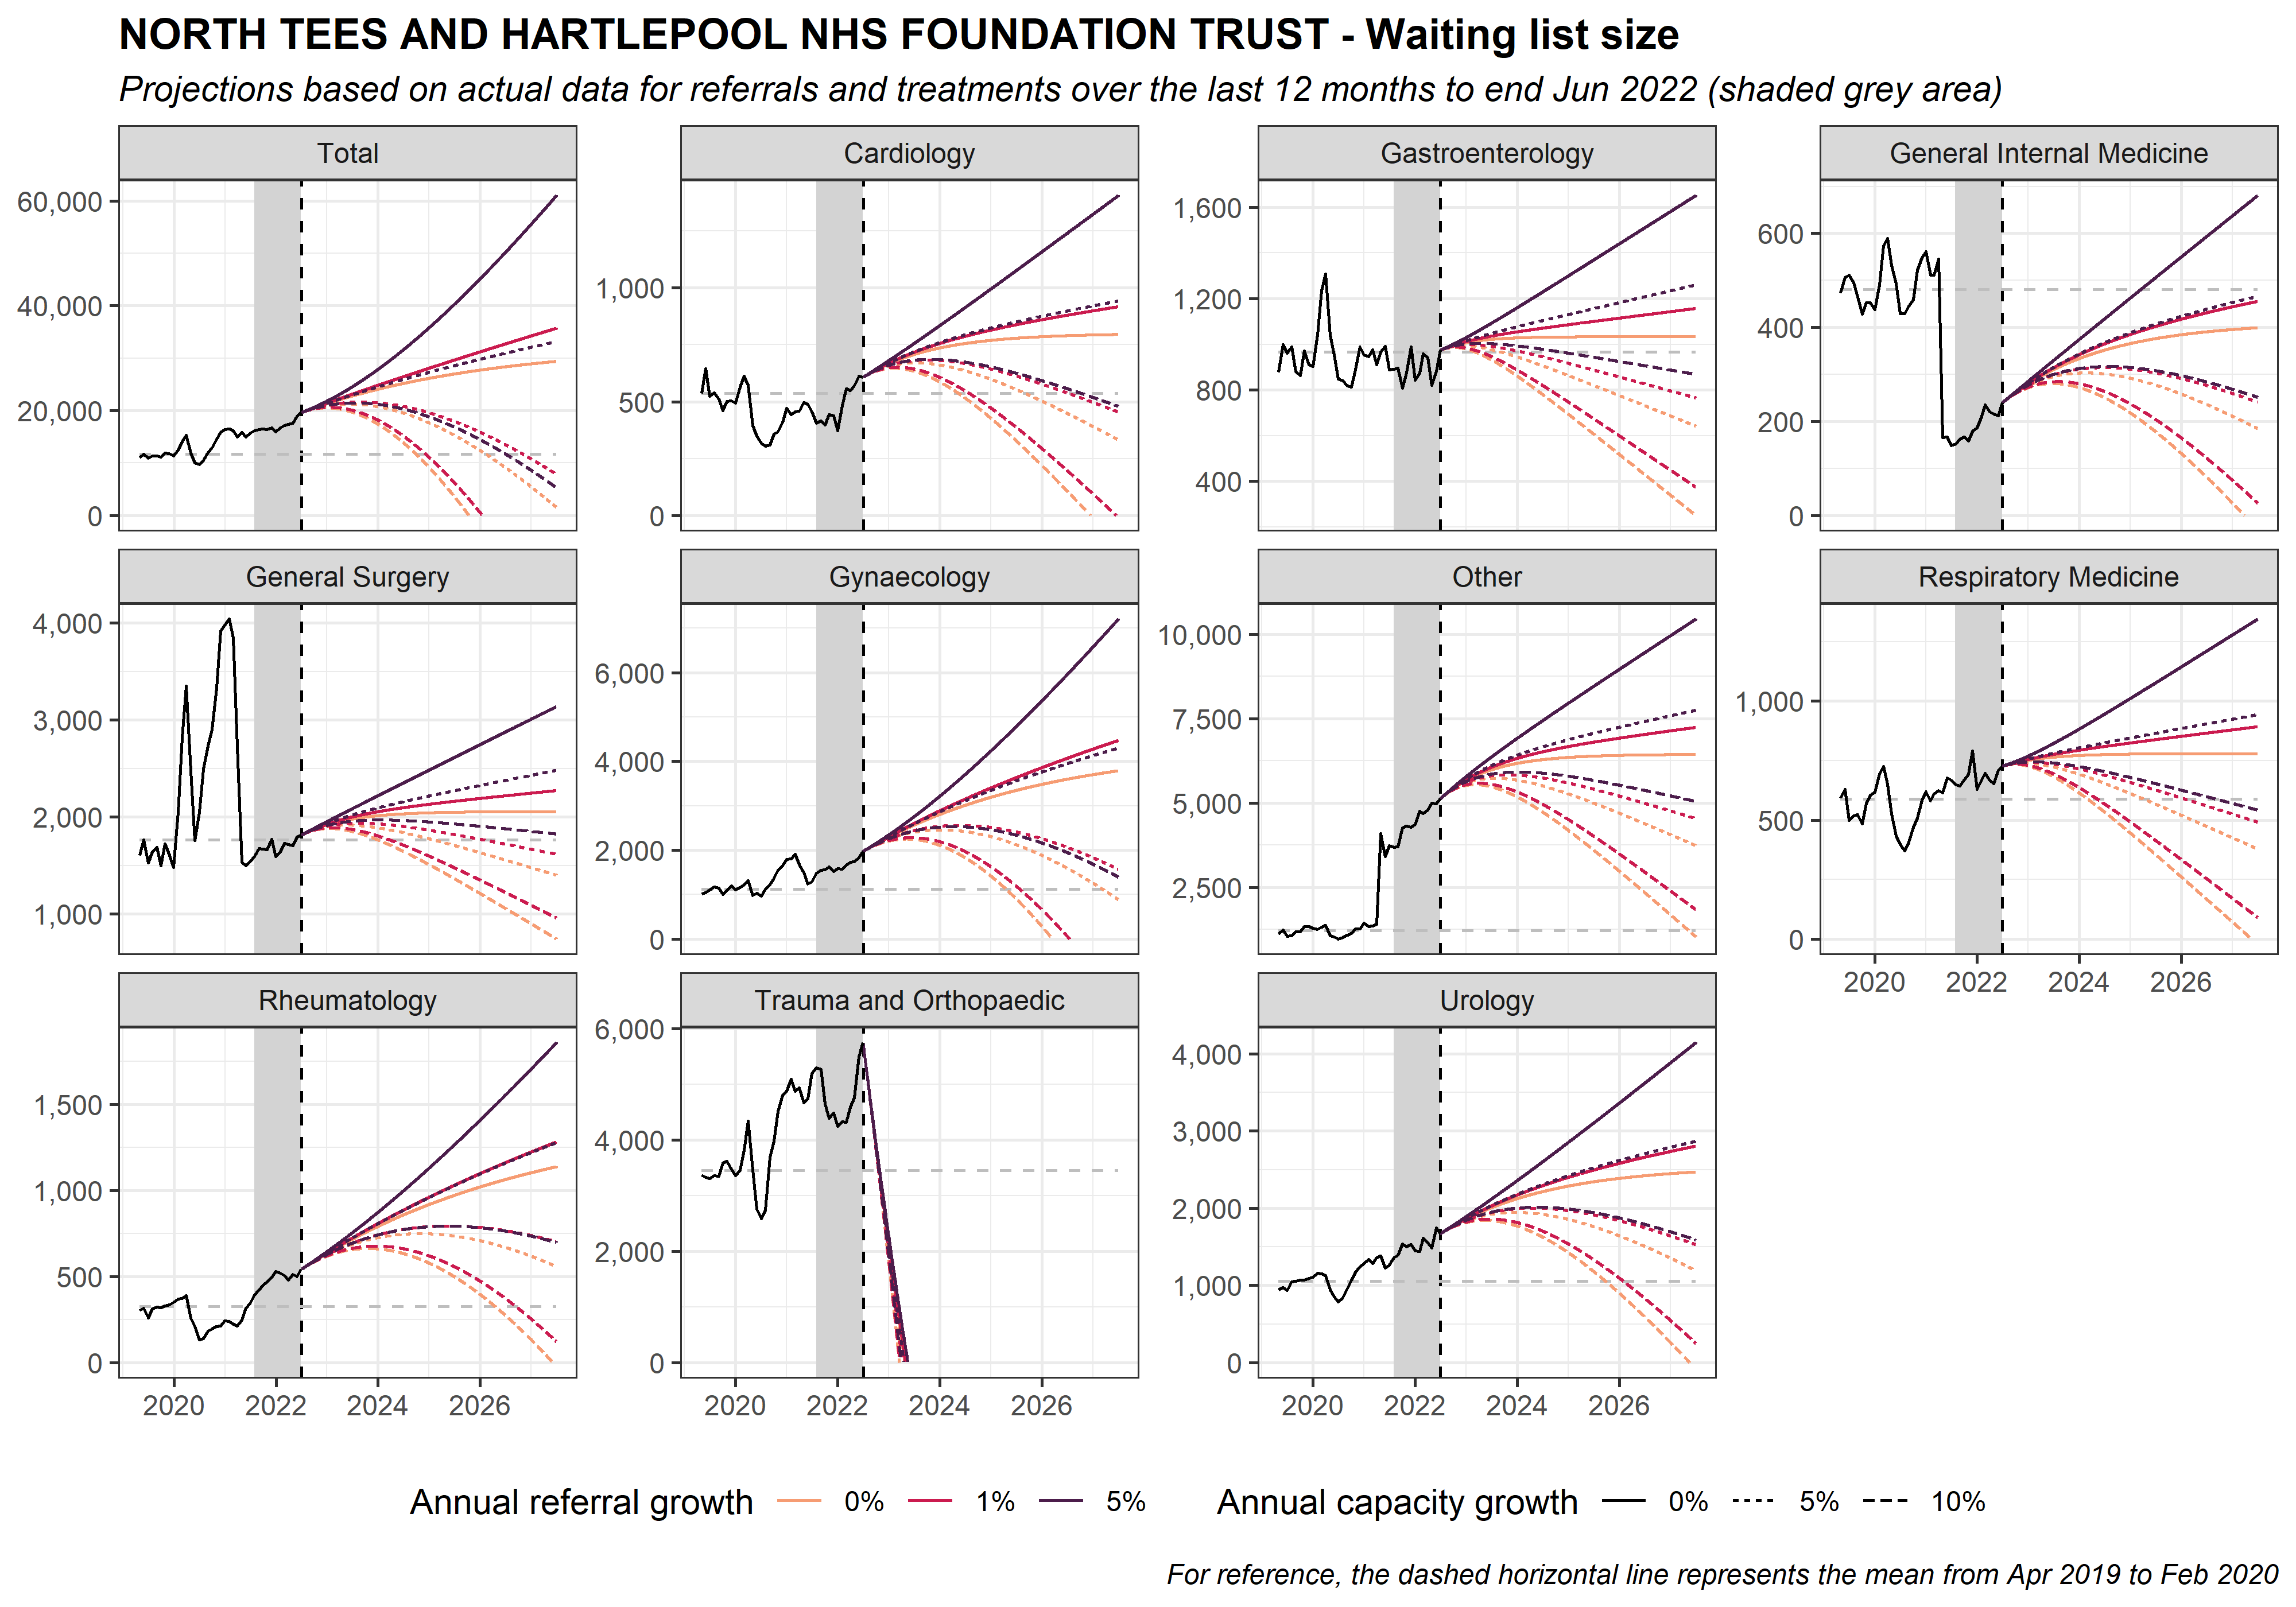 NORTH TEES AND HARTLEPOOL NHS FOUNDATION TRUST - Waiting list size
Projections based on actual data for referrals and treatments over the last 12 months to end Jun 2022 (shaded grey area)
Total
60,000
40,000
20,000
0
Cardiology
1,000
500
0
Gastroenterology
1,600
1,200
800
400
General Internal Medicine
600
400
200
0
General Surgery
4,000
3,000
2,000
1,000
Gynaecology
6,000
4,000
2,000
0
Other
10,000
7,500
5,000
2,500
Respiratory Medicine
1,000
500
0
2020 2022 2024 2026
Rheumatology
1,500
1,000
500
0
2020 2022 2024 2026
Trauma and Orthopaedic
6,000
4,000
2,000
0
2020 2022 2024 2026
Urology
4,000
3,000
2,000
1,000
0
2020 2022 2024 2026
Annual referral growth 0% 1% 5% Annual capacity growth 0% 5% 10%
For reference, the dashed horizontal line represents the mean from Apr 2019 to Feb 2020